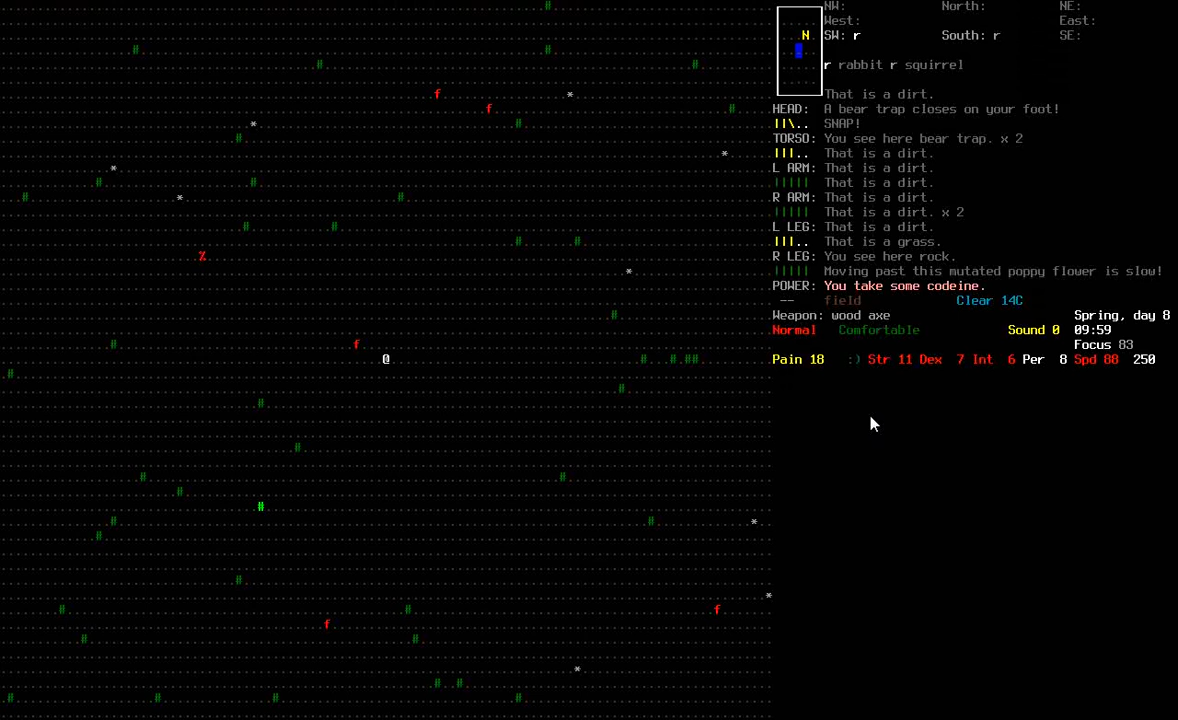 NW: North: NE:
West: East:
N
SW: r South: r SE:
r rabbit r squirrel
That is a dirt.
HEAD: A bear trap closes on your foot!
||\.. SNAP!
TORSO: You see here bear trap. x 2
|||.. That is a dirt.
L ARM: That is a dirt.
||||| That is a dirt.
R ARM: That is a dirt.
||||| That is a dirt. x 2
L LEG: That is a dirt.
|||.. That is a grass.
R LEG: You see here rock.
||||| Moving past this mutated poppy flower is slow!
POWER: You take some codeine.
-- field Clear 14C
Weapon: wood axe Spring, day 8
Normal Comfortable Sound 0 09:59
Focus 83
Pain 18 :) Str 11 Dex 7 Int 6 Per 8 Spd 88 250